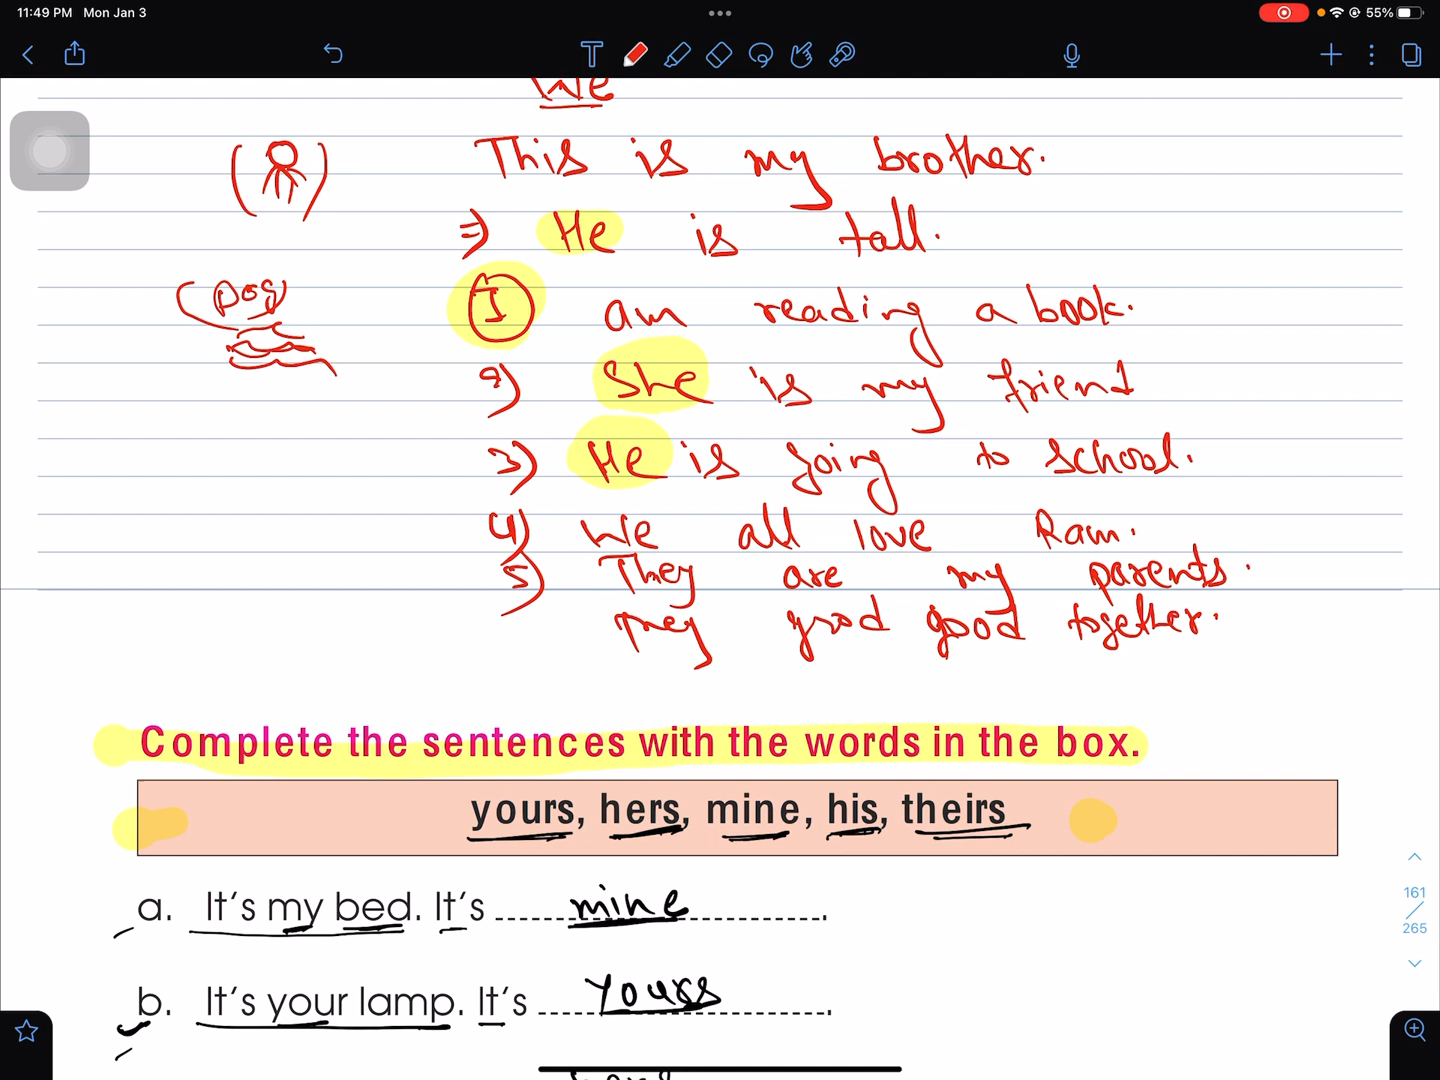 11:49 PM Mon Jan 3
55%
We
This is my brother.
⇒ He is tall.
Dog
I am reading a book.
2) She is my friend
3) He is going to school.
(4) We all love Ram.
5) They are my parents.
They good together.
Complete the sentences with the words in the box.
yours, hers, mine, his, theirs
a. It's my bed. It's mine.
b. It's your lamp. It's yours.
161
265